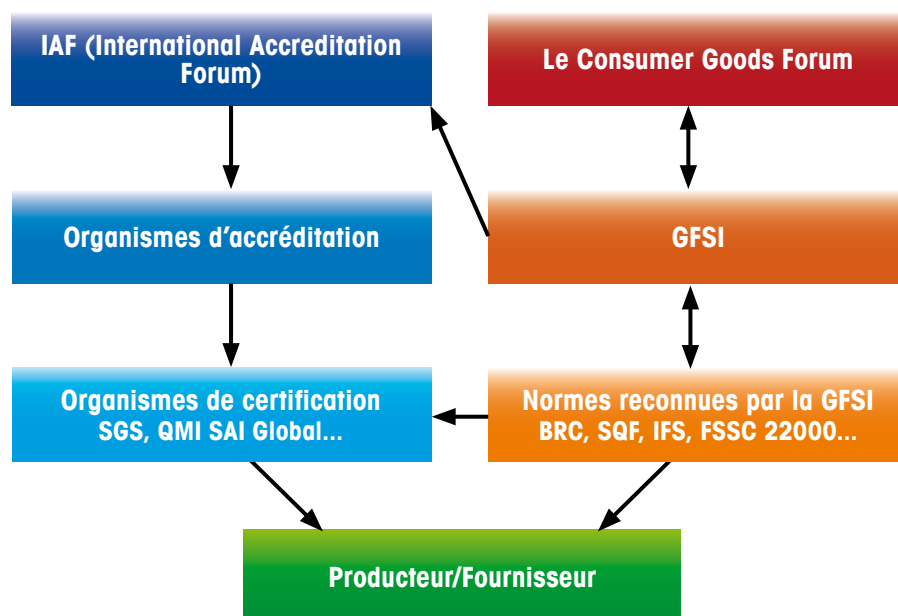 IAF (International Accreditation
Forum)
Le Consumer Goods Forum
Organismes d'accréditation
GFSI
Organismes de certification
SGS, QMI SAI Global...
Normes reconnues par la GFSI
BRC, SQF, IFS, FSSC 22000...
Producteur/Fournisseur